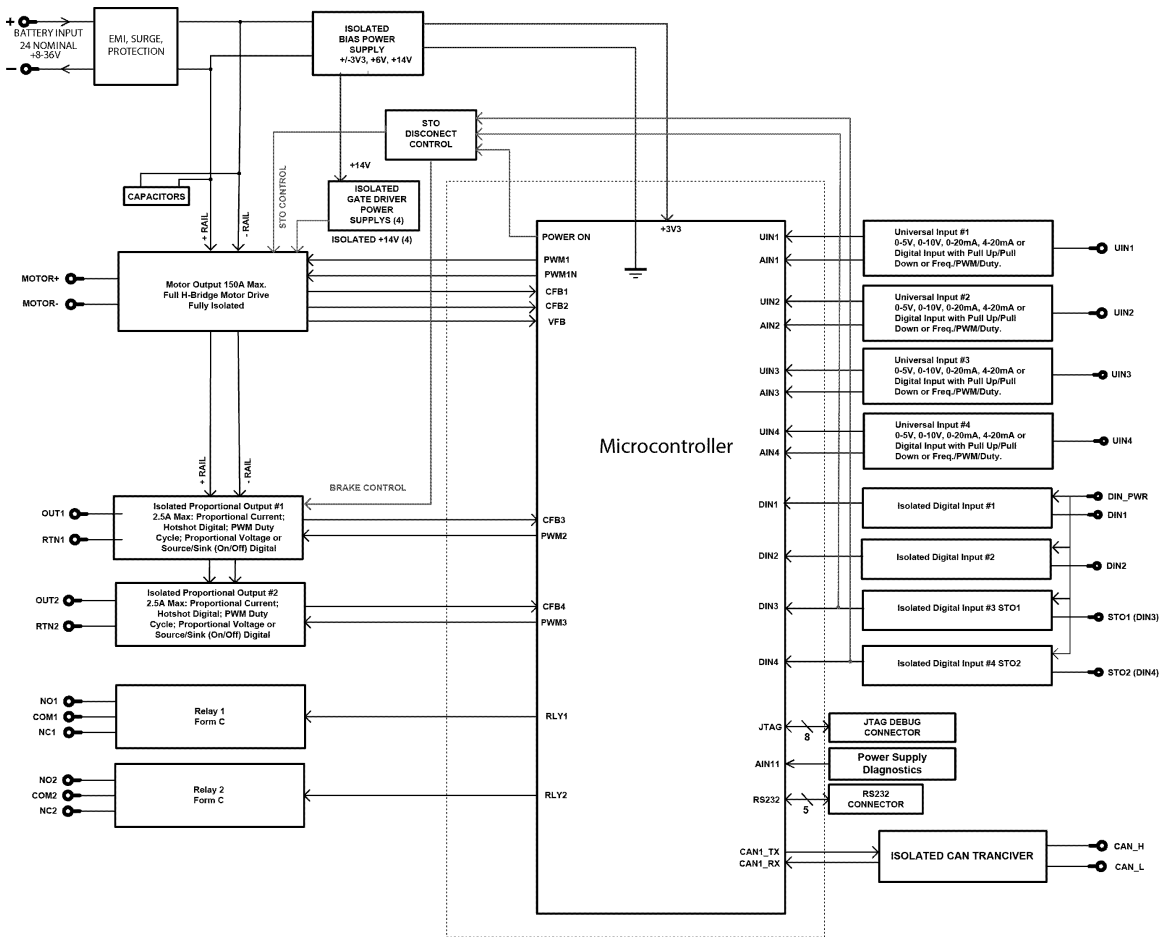 +
BATTERY INPUT
24 NOMINAL
+8-36V
−
EMI, SURGE,
PROTECTION
ISOLATED
BIAS POWER
SUPPLY
+/-3V3, +6V, +14V
STO
DISCONECT
CONTROL
+14V
CAPACITORS
ISOLATED
GATE DRIVER
POWER
SUPPLYS (4)
ISOLATED +14V (4)
STO CONTROL
+ RAIL
- RAIL
MOTOR+
MOTOR-
Motor Output 150A Max.
Full H-Bridge Motor Drive
Fully Isolated
+ RAIL
- RAIL
BRAKE CONTROL
OUT1
RTN1
Isolated Proportional Output #1
2.5A Max: Proportional Current;
Hotshot Digital; PWM Duty
Cycle; Proportional Voltage or
Source/Sink (On/Off) Digital
OUT2
RTN2
Isolated Proportional Output #2
2.5A Max: Proportional Current;
Hotshot Digital; PWM Duty
Cycle; Proportional Voltage or
Source/Sink (On/Off) Digital
NO1
COM1
NC1
Relay 1
Form C
NO2
COM2
NC2
Relay 2
Form C
+3V3
POWER ON
PWM1
PWM1N
CFB1
CFB2
VFB
CFB3
PWM2
CFB4
PWM3
RLY1
RLY2
Microcontroller
UIN1
AIN1
UIN2
AIN2
UIN3
AIN3
UIN4
AIN4
DIN1
DIN2
DIN3
DIN4
JTAG
AIN11
RS232
CAN1_TX
CAN1_RX
Universal Input #1
0-5V, 0-10V, 0-20mA, 4-20mA or
Digital Input with Pull Up/Pull
Down or Freq./PWM/Duty.
UIN1
Universal Input #2
0-5V, 0-10V, 0-20mA, 4-20mA or
Digital Input with Pull Up/Pull
Down or Freq./PWM/Duty.
UIN2
Universal Input #3
0-5V, 0-10V, 0-20mA, 4-20mA or
Digital Input with Pull Up/Pull
Down or Freq./PWM/Duty.
UIN3
Universal Input #4
0-5V, 0-10V, 0-20mA, 4-20mA or
Digital Input with Pull Up/Pull
Down or Freq./PWM/Duty.
UIN4
Isolated Digital Input #1
DIN_PWR
DIN1
Isolated Digital Input #2
DIN2
Isolated Digital Input #3 STO1
STO1 (DIN3)
Isolated Digital Input #4 STO2
STO2 (DIN4)
8
JTAG DEBUG
CONNECTOR
Power Supply
Diagnostics
5
RS232
CONNECTOR
ISOLATED CAN TRANCIVER
CAN_H
CAN_L